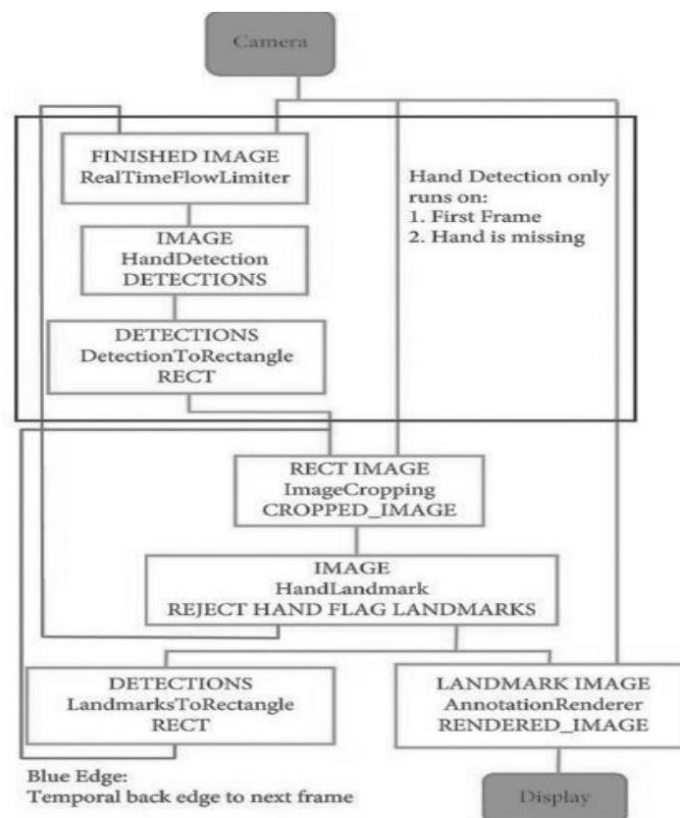 Camera
FINISHED IMAGE
RealTimeFlowLimiter
Hand Detection only
runs on:
1. First Frame
2. Hand is missing
IMAGE
HandDetection
DETECTIONS
DETECTIONS
DetectionToRectangle
RECT
RECT IMAGE
ImageCropping
CROPPED_IMAGE
IMAGE
HandLandmark
REJECT HAND FLAG LANDMARKS
DETECTIONS
LandmarksToRectangle
RECT
LANDMARK IMAGE
AnnotationRenderer
RENDERED_IMAGE
Blue Edge:
Temporal back edge to next frame
Display